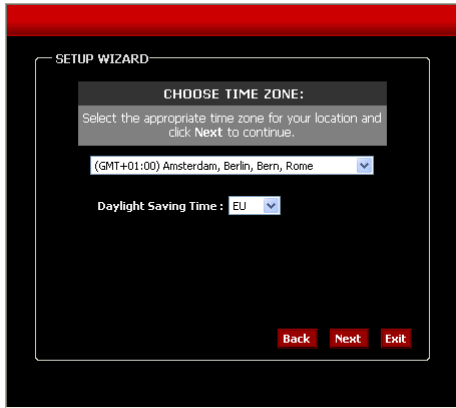 SETUP WIZARD
CHOOSE TIME ZONE:
Select the appropriate time zone for your location and
click Next to continue.
(GMT+01:00) Amsterdam, Berlin, Bern, Rome
Daylight Saving Time : EU
Back Next Exit